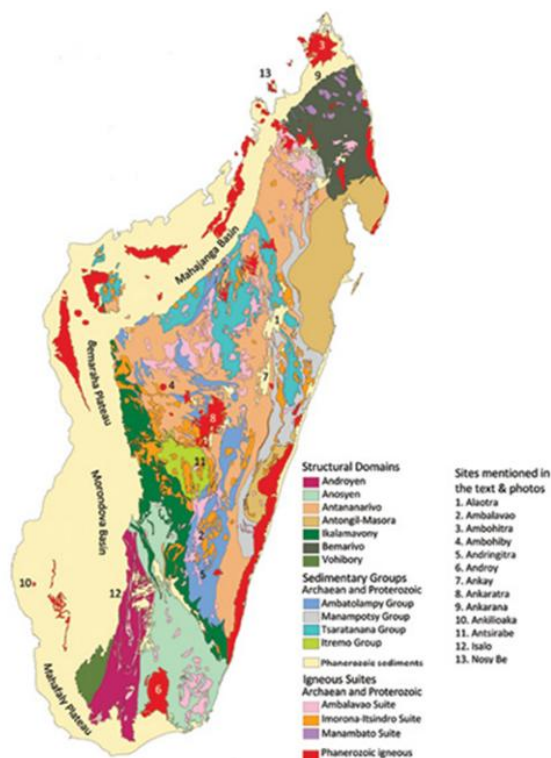 3
13
9
Mahajanga Basin
1
Bemaraha Plateau
4
7
8
11
Morondova Basin
2
5
10
12
6
Mahafaly Plateau
Structural Domains
Androyen
Anosyen
Antananarivo
Antongil-Masora
Ikalamavony
Bemarivo
Vohibory
Sedimentary Groups
Archaean and Proterozoic
Ambatolampy Group
Manampotsy Group
Tsaratanana Group
Itremo Group
Phanerozoic sediments
Igneous Suites
Archaean and Proterozoic
Ambalavao Suite
Imorona-Itsindro Suite
Manambato Suite
Phanerozoic igneous
Sites mentioned in
the text & photos
1. Alaotra
2. Ambalavao
3. Ambohitra
4. Ambohiby
5. Andringitra
6. Androy
7. Ankay
8. Ankaratra
9. Ankarana
10. Ankilioaka
11. Antsirabe
12. Isalo
13. Nosy Be